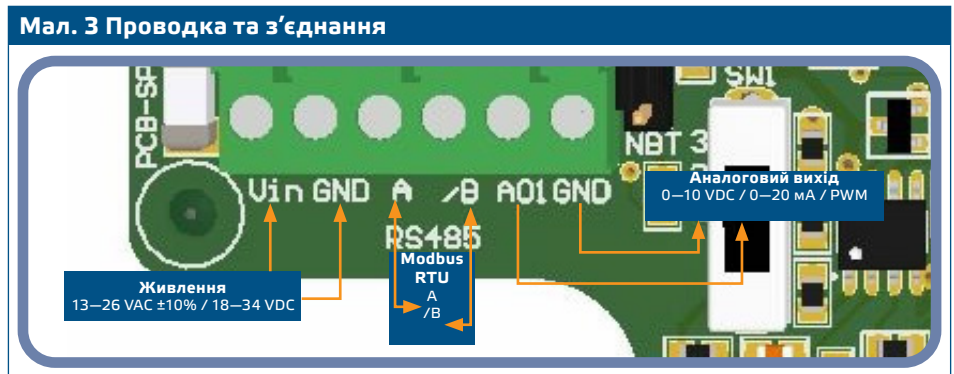 Мал. 3 Проводка та з’єднання
PCB-SP
SW1
NBT 3
Vin GND A /B AO1 GND
RS485
Аналоговий вихід
0—10 VDC / 0—20 мА / PWM
Modbus
RTU
A
/B
Живлення
13—26 VAC ±10% / 18—34 VDC